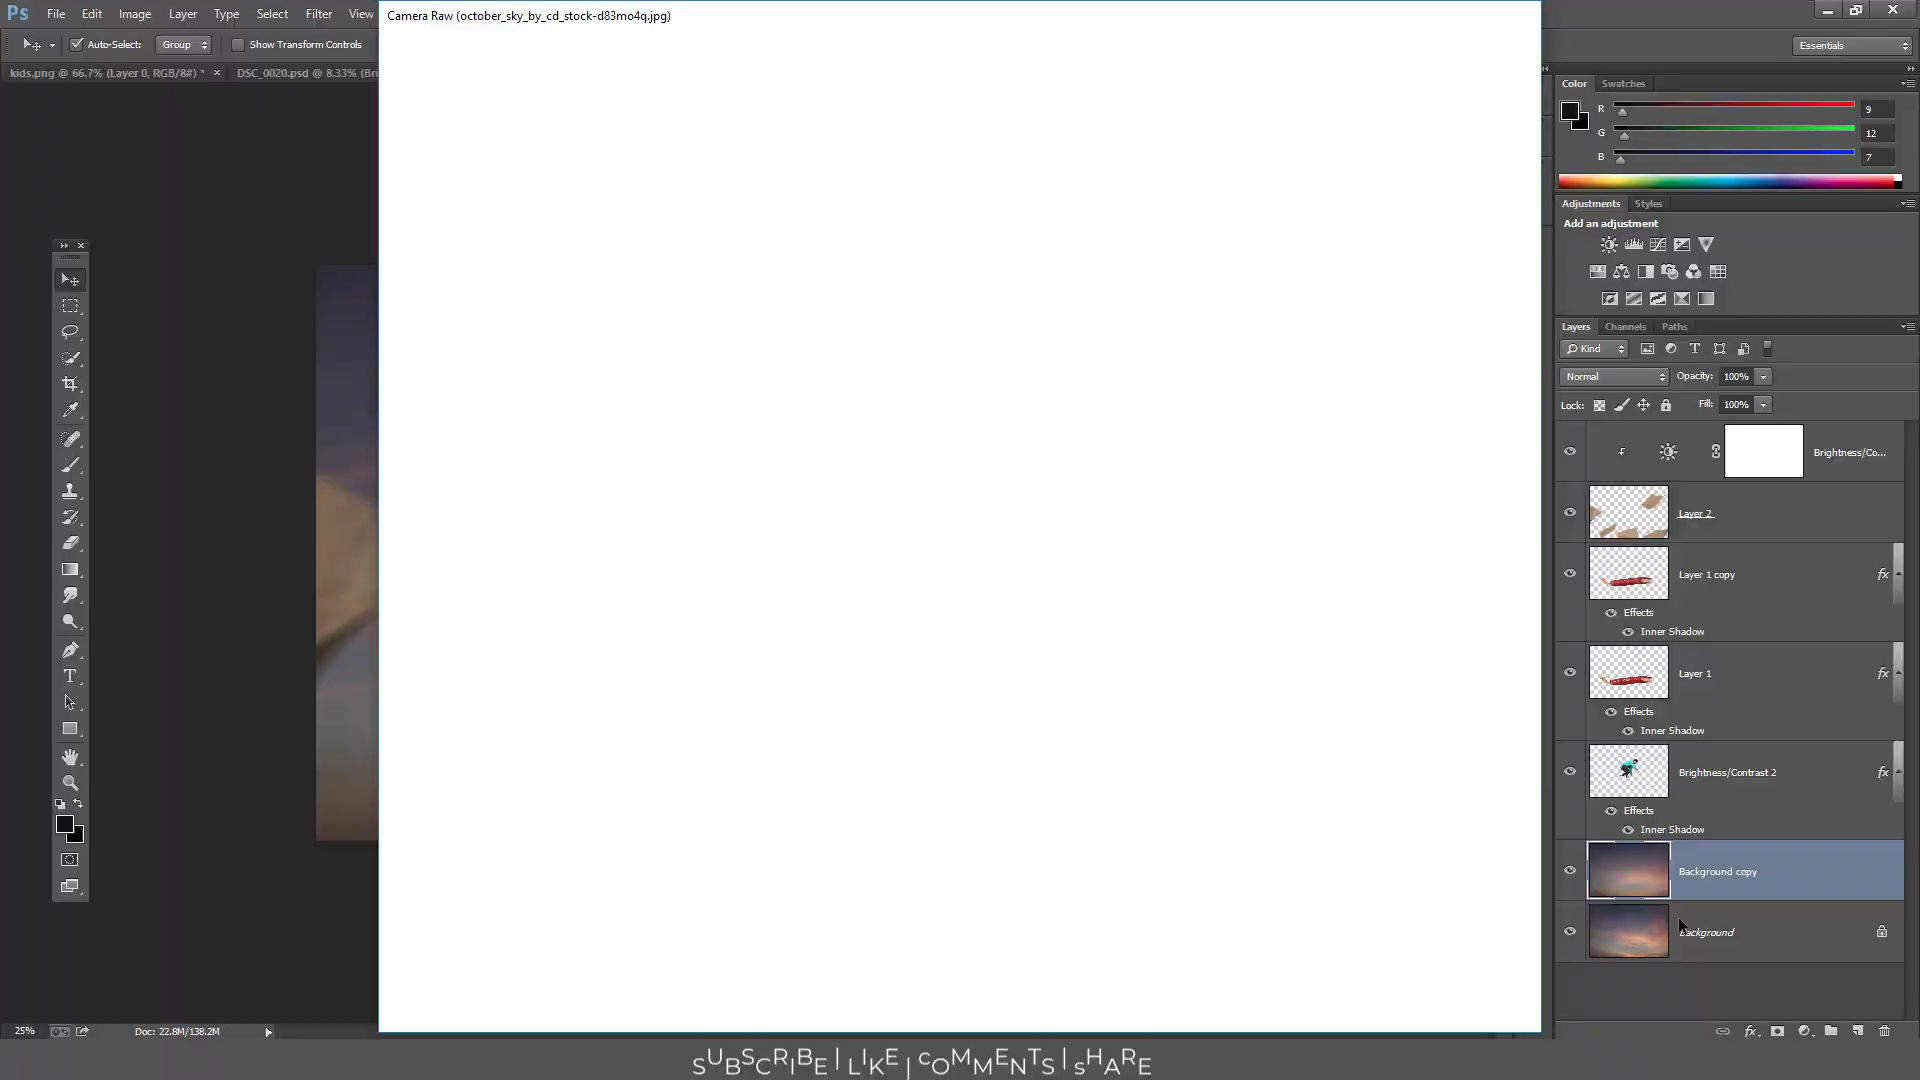 Ps File Edit Image Layer Type Select Filter View
Camera Raw (october_sky_by_cd_stock-d83mo4q.jpg)
Auto-Select: Group Show Transform Controls
Essentials
kids.png @ 66.7% (Layer 0, RGB/8#) * DSC_0020.psd @ 8.33% (Bri
Color Swatches
R 9
G 12
B 7
Adjustments Styles
Add an adjustment
Layers Channels Paths
Kind
Normal Opacity: 100%
Lock: Fill: 100%
Brightness/Co...
Layer 2
Layer 1 copy
fx
Effects
Inner Shadow
Layer 1
fx
Effects
Inner Shadow
Brightness/Contrast 2
fx
Effects
Inner Shadow
Background copy
Background
25% Doc: 22.8M/138.2M
fx
sUBSCRIBE | LIKE | cOMMENTS | sHARE